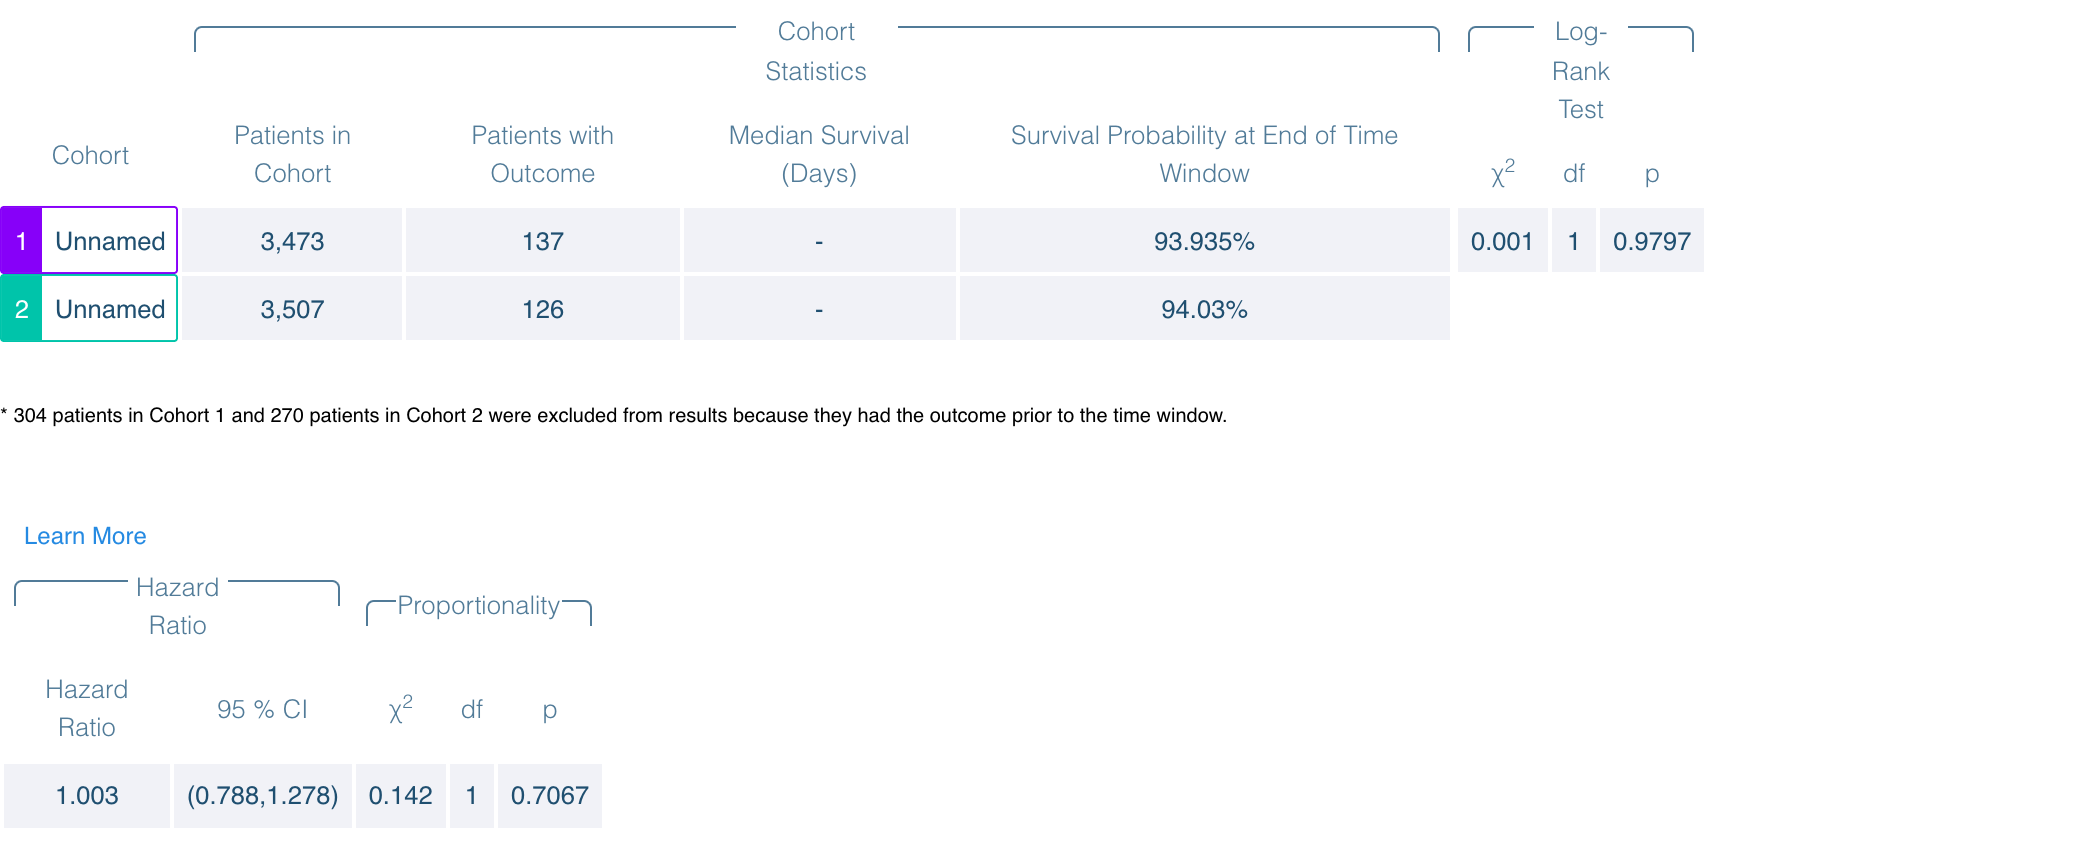 Cohort Statistics
Log-Rank Test
Cohort
Patients in Cohort
Patients with Outcome
Median Survival (Days)
Survival Probability at End of Time Window
χ² df p
1 Unnamed 3,473 137 - 93.935% 0.001 1 0.9797
2 Unnamed 3,507 126 - 94.03%
* 304 patients in Cohort 1 and 270 patients in Cohort 2 were excluded from results because they had the outcome prior to the time window.
Learn More
Hazard Ratio
Proportionality
Hazard Ratio
95 % CI χ² df p
1.003 (0.788,1.278) 0.142 1 0.7067